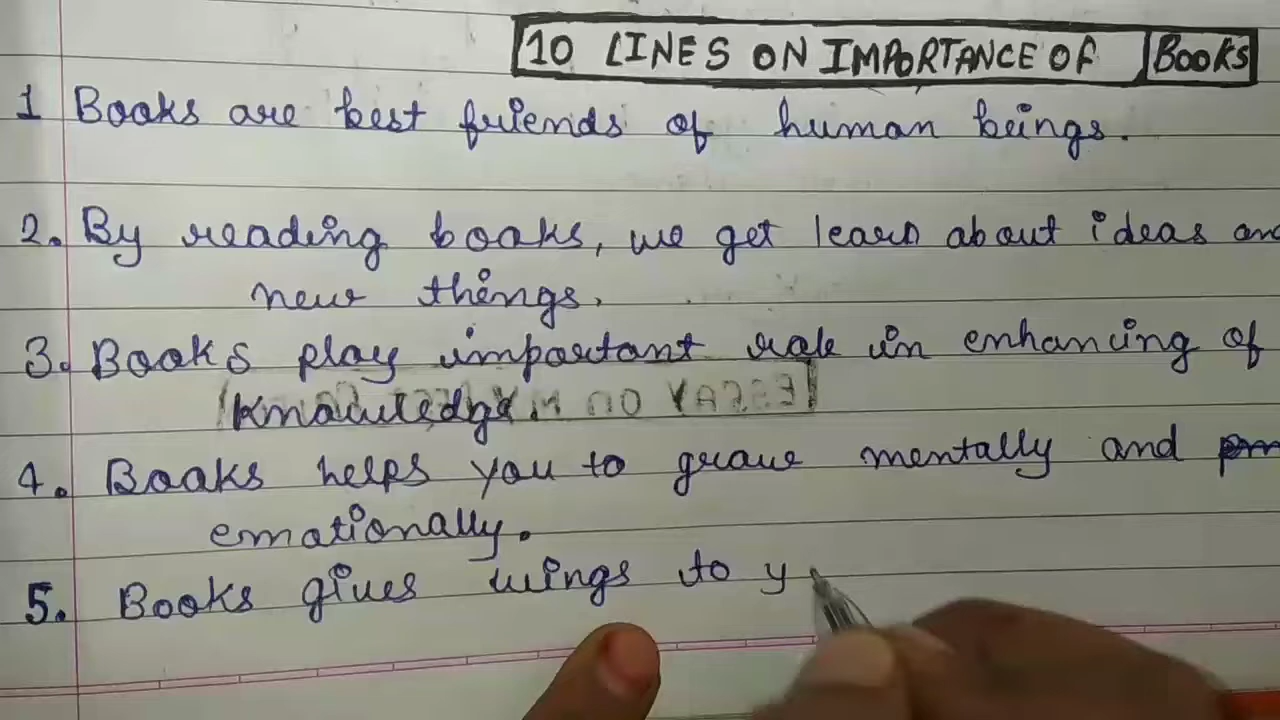 10 LINES ON IMPORTANCE OF BOOKS
1 Books are best friends of human beings.
2. By reading books, we get learn about ideas and
new things.
3. Books play important role in enhancing of
Knowledge
4. Books helps you to grow mentally and
emotionally.
5. Books gives wings to y